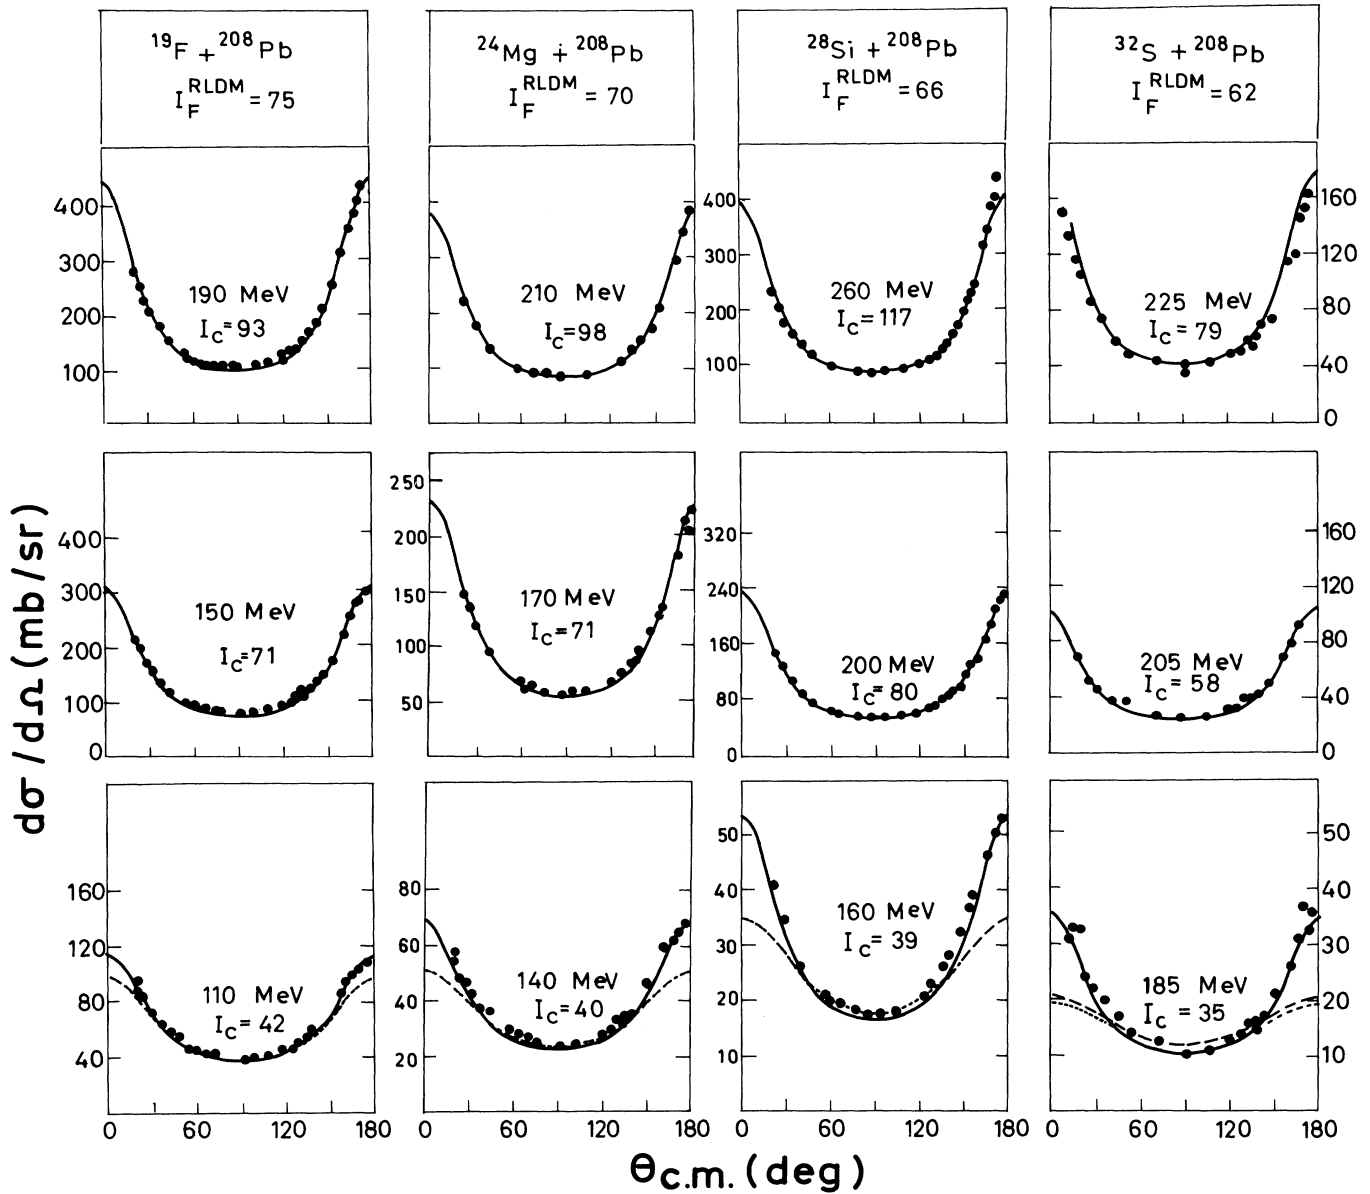 ¹⁹F + ²⁰⁸Pb
I_F^RLDM = 75
²⁴Mg + ²⁰⁸Pb
I_F^RLDM = 70
²⁸Si + ²⁰⁸Pb
I_F^RLDM = 66
³²S + ²⁰⁸Pb
I_F^RLDM = 62
400
300
200
100
190 MeV
I_C = 93
210 MeV
I_C = 98
400
300
200
100
260 MeV
I_C = 117
225 MeV
I_C = 79
160
120
80
40
0
400
300
200
100
0
150 MeV
I_C = 71
250
200
150
100
50
170 MeV
I_C = 71
320
240
160
80
0
200 MeV
I_C = 80
205 MeV
I_C = 58
160
120
80
40
0
160
120
80
40
110 MeV
I_C = 42
80
60
40
20
140 MeV
I_C = 40
50
40
30
20
10
160 MeV
I_C = 39
185 MeV
I_C = 35
50
40
30
20
10
0 60 120 180
0 60 120 180
0 60 120 180
0 60 120 180
dσ/dΩ (mb/sr)
θc.m. (deg)